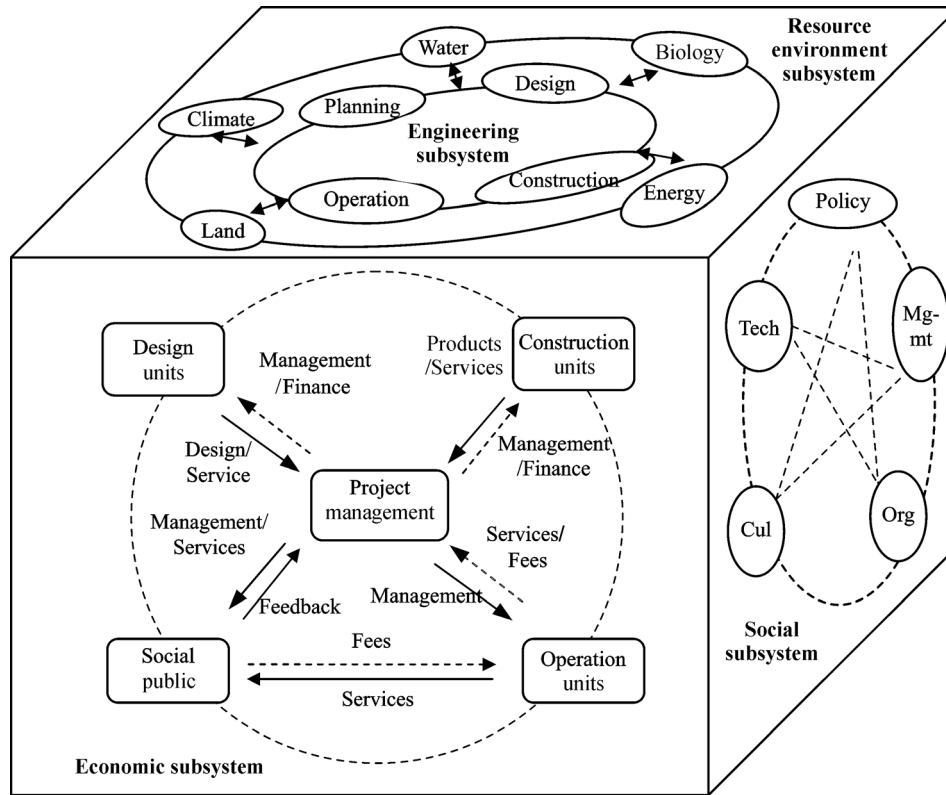 Resource
environment
subsystem
Water
Biology
Design
Planning
Climate
Engineering
subsystem
Construction
Operation
Energy
Land
Policy
Tech
Mg-
mt
Cul
Org
Social
subsystem
Design
units
Management
/Finance
Products
/Services
Construction
units
Design/
Service
Management
/Finance
Project
management
Management/
Services
Services/
Fees
Feedback
Management
Social
public
Fees
Services
Operation
units
Economic subsystem